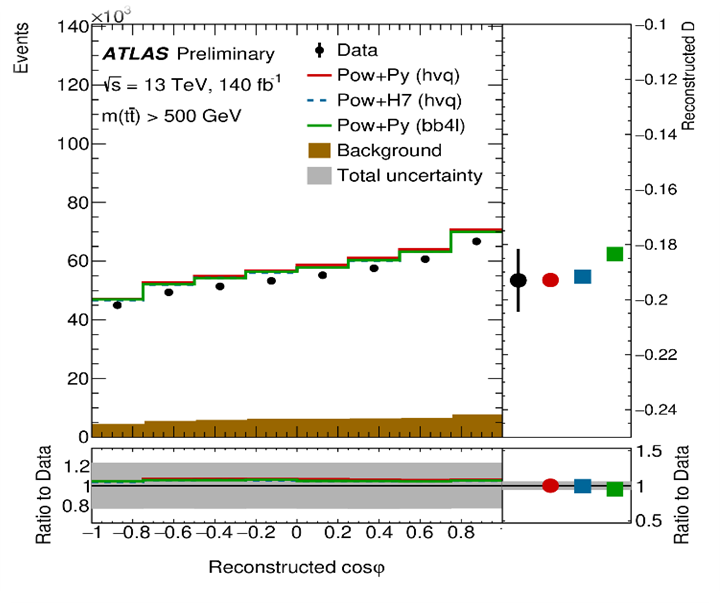 ×10³
Events
140
120
100
80
60
40
20
0
ATLAS Preliminary
√s = 13 TeV, 140 fb⁻¹
m(tt̄) > 500 GeV
Data
Pow+Py (hvq)
Pow+H7 (hvq)
Pow+Py (bb4l)
Background
Total uncertainty
−0.1
−0.12
−0.14
−0.16
−0.18
−0.2
−0.22
−0.24
Reconstructed D
Ratio to Data
1.2
1
0.8
1.5
1
0.5
Ratio to Data
−1 −0.8 −0.6 −0.4 −0.2 0 0.2 0.4 0.6 0.8
Reconstructed cosφ